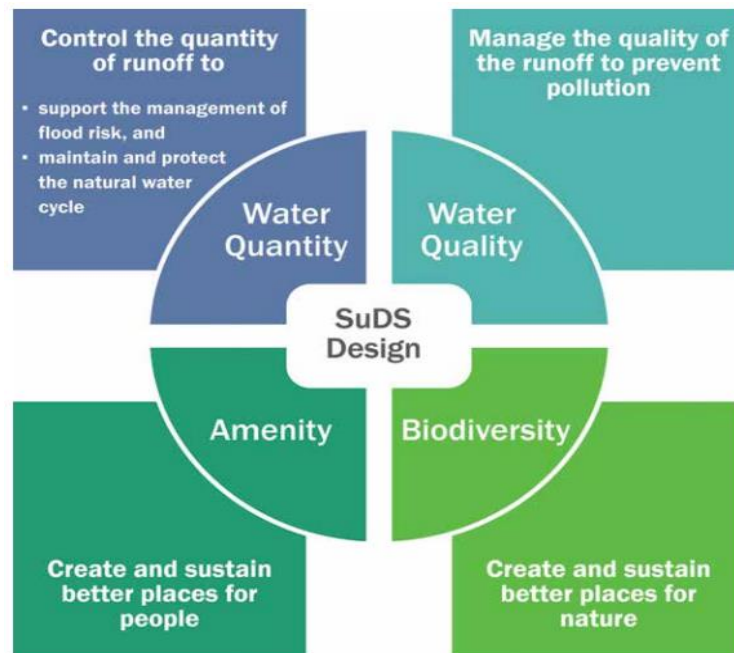 Control the quantity
of runoff to
• support the management of
flood risk, and
• maintain and protect
the natural water
cycle
Manage the quality of
the runoff to prevent
pollution
Water
Quantity
Water
Quality
SuDS
Design
Amenity
Biodiversity
Create and sustain
better places for
people
Create and sustain
better places for
nature